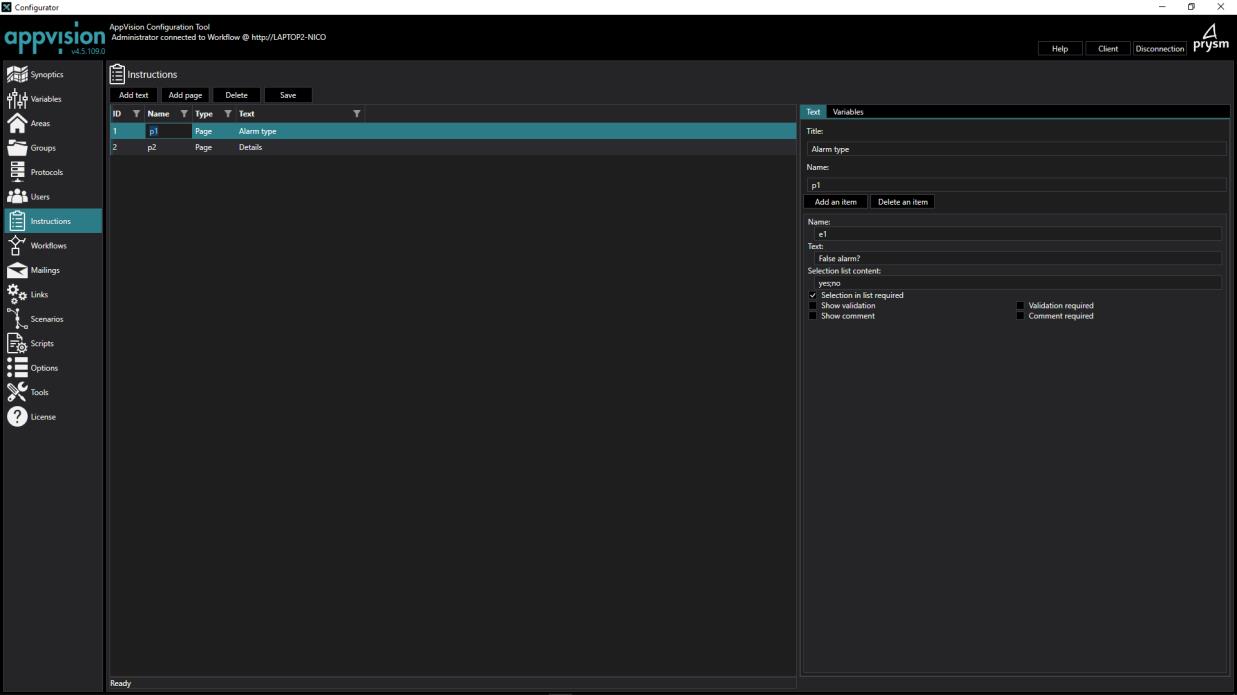 Configurator
appvision
v4.5.109.0
AppVision Configuration Tool
Administrator connected to Workflow @ http://LAPTOP2-NICO
Help
Client
Disconnection
prysm
Synoptics
Variables
Areas
Groups
Protocols
Users
Instructions
Workflows
Mailings
Links
Scenarios
Scripts
Options
Tools
License
Instructions
Add text
Add page
Delete
Save
ID Name Type Text
1 p1 Page Alarm type
2 p2 Page Details
Ready
Text
Variables
Title:
Alarm type
Name:
p1
Add an item
Delete an item
Name:
e1
Text:
False alarm?
Selection list content:
yes;no
Selection in list required
Show validation
Validation required
Show comment
Comment required